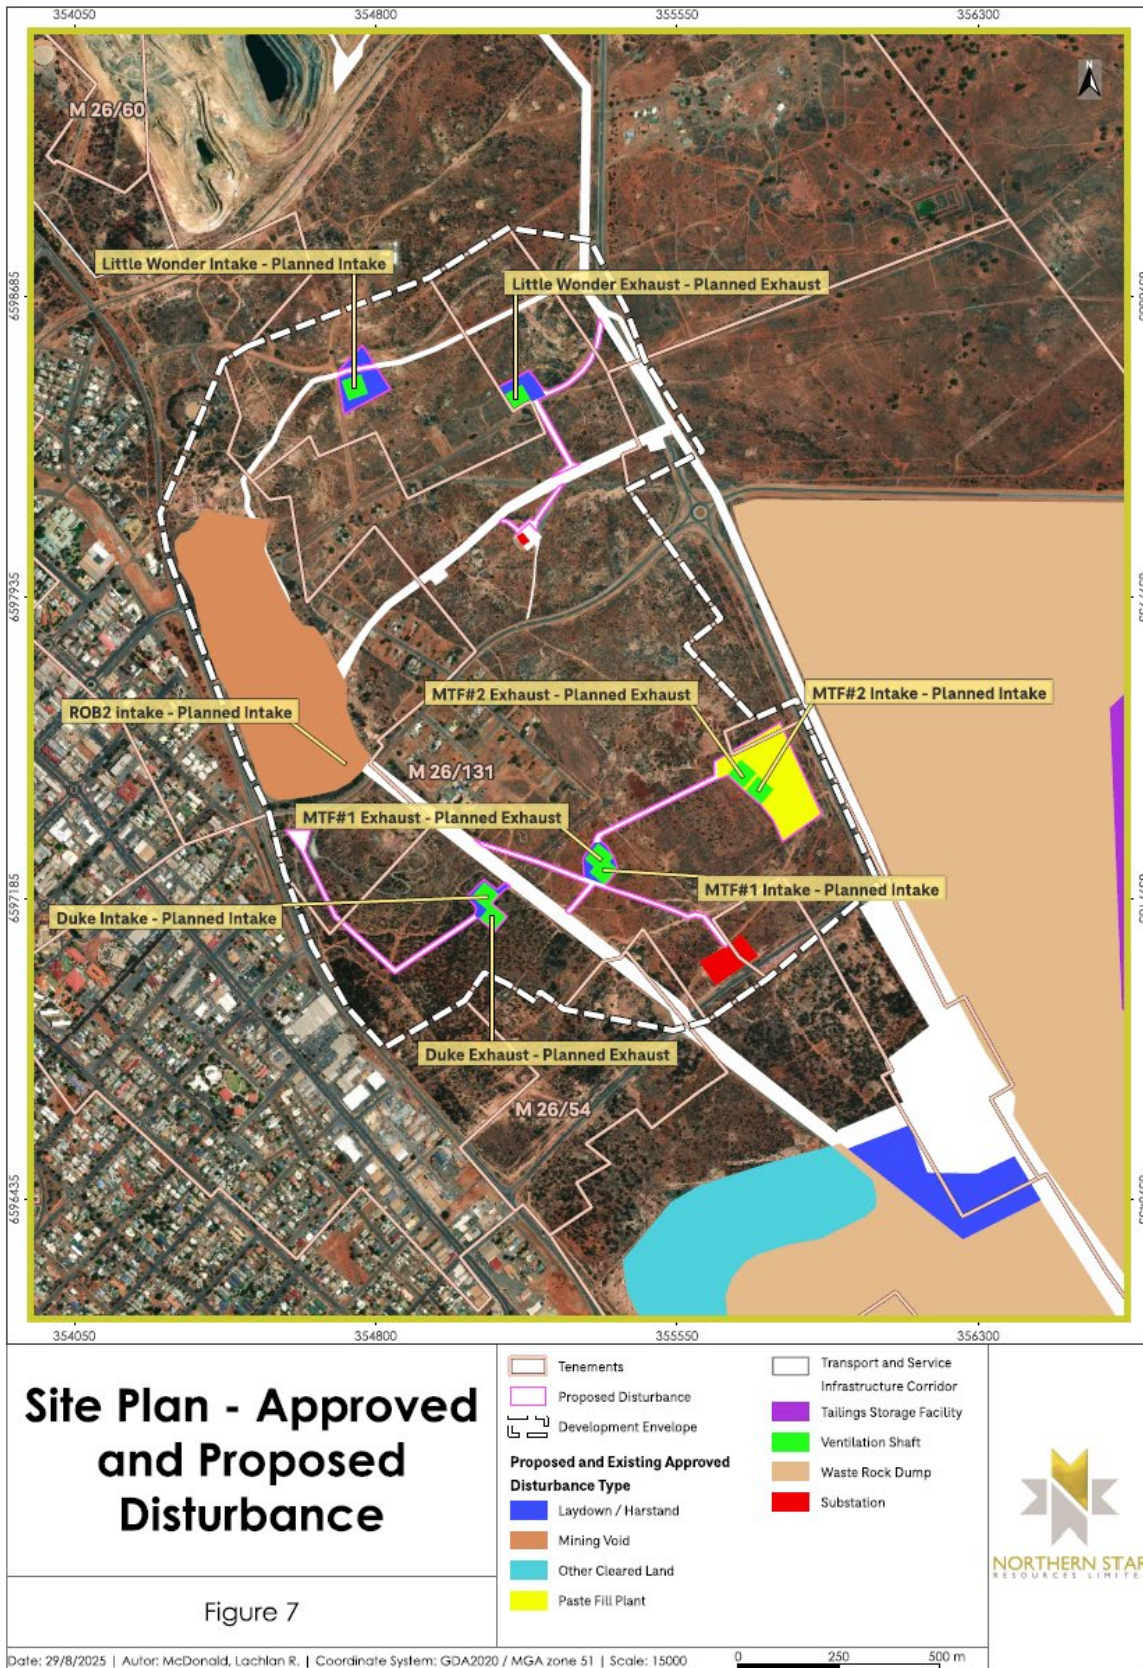 354050 354800 355550 356300
M 26/60
N
Little Wonder Intake - Planned Intake
Little Wonder Exhaust - Planned Exhaust
6598685
6598685
6597935
6597935
MTF#2 Exhaust - Planned Exhaust
MTF#2 Intake - Planned Intake
ROB2 intake - Planned Intake
M 26/131
MTF#1 Exhaust - Planned Exhaust
MTF#1 Intake - Planned Intake
6597185
6597185
Duke Intake - Planned Intake
Duke Exhaust - Planned Exhaust
M 26/54
6596435
6596435
354050 354800 355550 356300
Site Plan - Approved
and Proposed
Disturbance
Figure 7
Tenements
Proposed Disturbance
Development Envelope
Proposed and Existing Approved
Disturbance Type
Laydown / Harstand
Mining Void
Other Cleared Land
Paste Fill Plant
Transport and Service
Infrastructure Corridor
Tailings Storage Facility
Ventilation Shaft
Waste Rock Dump
Substation
NORTHERN STAR
RESOURCES LIMITE
Date: 29/8/2025 | Autor: McDonald, Lachlan R. | Coordinate System: GDA2020 / MGA zone 51 | Scale: 15000
0 250 500 m